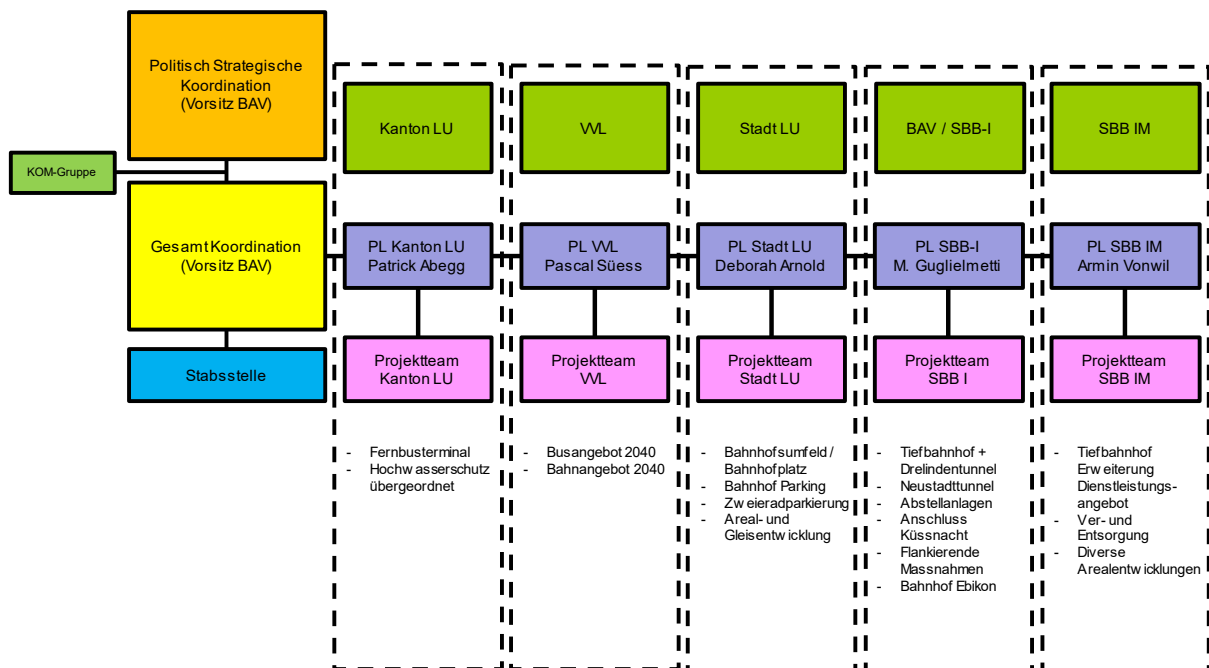 Politisch Strategische
Koordination
(Vorsitz BAV)
KOM-Gruppe
Gesamt Koordination
(Vorsitz BAV)
Stabsstelle
Kanton LU
VVL
Stadt LU
BAV / SBB-I
SBB IM
PL Kanton LU
Patrick Abegg
PL VVL
Pascal Süess
PL Stadt LU
Deborah Arnold
PL SBB-I
M. Guglielmetti
PL SBB IM
Armin Vonwil
Projektteam
Kanton LU
Projektteam
VVL
Projektteam
Stadt LU
Projektteam
SBB I
Projektteam
SBB IM
- Fernbusterminal
- Hochwasserschutz
übergeordnet
- Busangebot 2040
- Bahnangebot 2040
- Bahnhofsumfeld /
Bahnhofplatz
- Bahnhof Parking
- Zweieradparkierung
- Areal- und
Gleisentwicklung
- Tiefbahnhof +
Drelindentunnel
- Neustadttunnel
- Abstellanlagen
- Anschluss
Küssnacht
- Flankierende
Massnahmen
- Bahnhof Ebikon
- Tiefbahnhof
Erweiterung
Dienstleistungs-
angebot
- Ver- und
Entsorgung
- Diverse
Arealentwicklungen